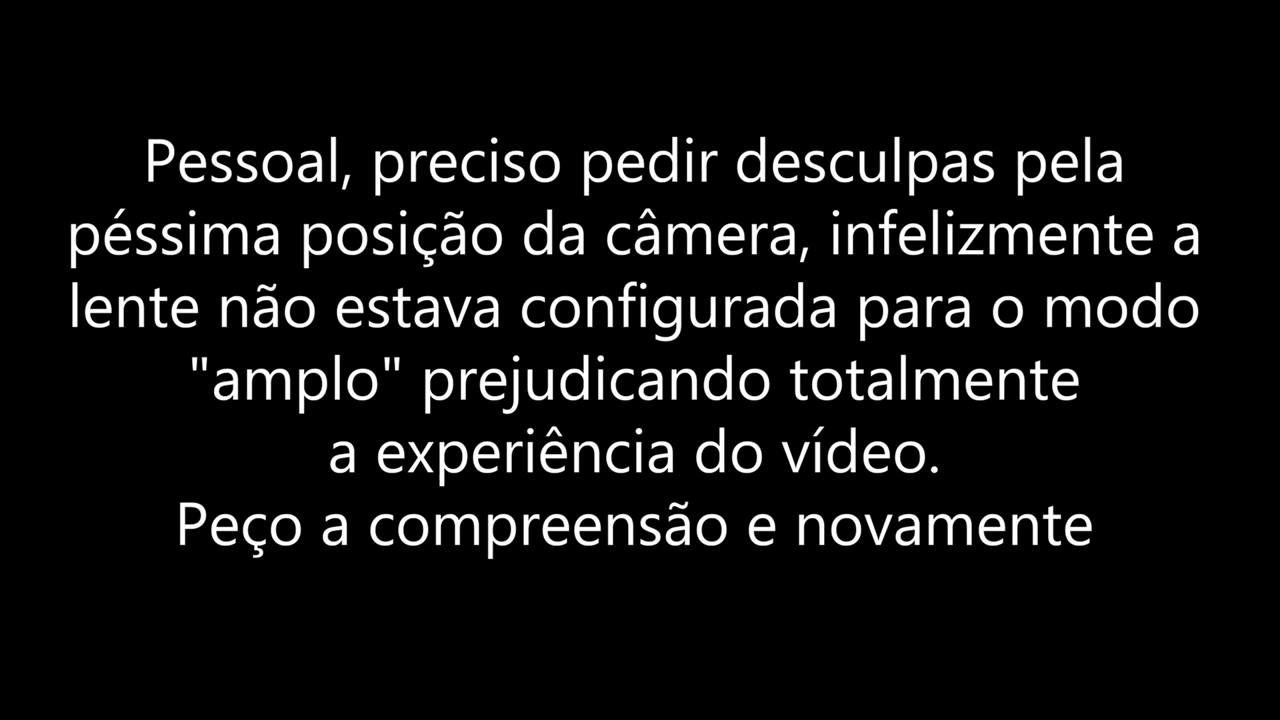 Pessoal, preciso pedir desculpas pela
péssima posição da câmera, infelizmente a
lente não estava configurada para o modo
"amplo" prejudicando totalmente
a experiência do vídeo.
Peço a compreensão e novamente